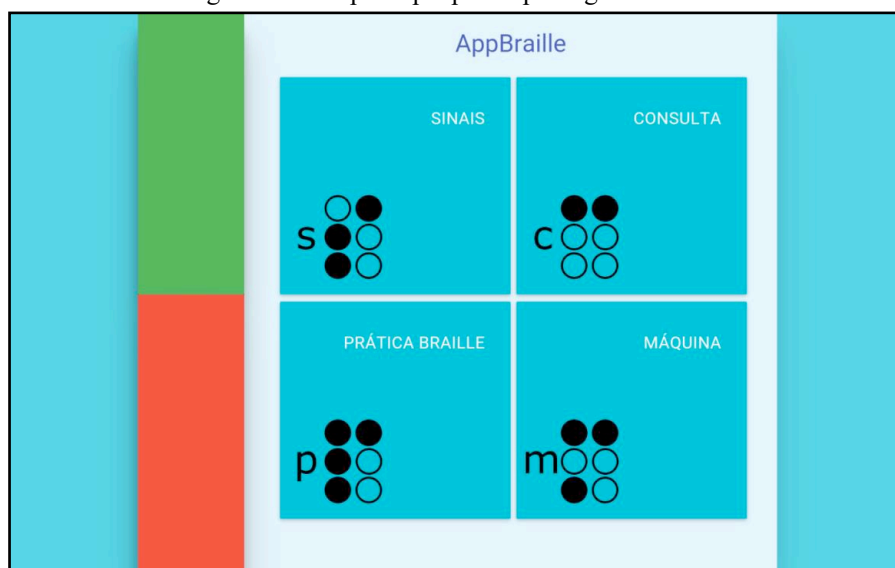 AppBraille
SINAIS
CONSULTA
s
c
PRÁTICA BRAILLE
MÁQUINA
p
m